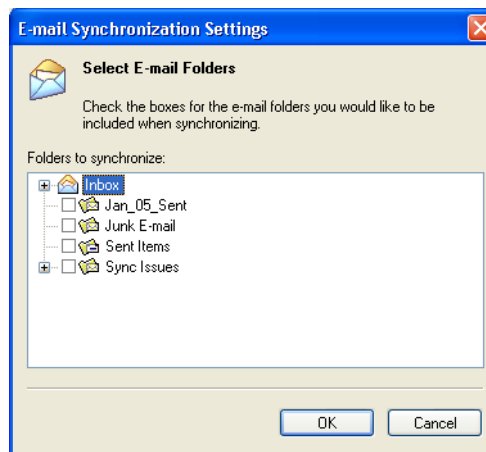 E-mail Synchronization Settings
Select E-mail Folders
Check the boxes for the e-mail folders you would like to be
included when synchronizing.
Folders to synchronize:
Inbox
Jan_05_Sent
Junk E-mail
Sent Items
Sync Issues
OK
Cancel